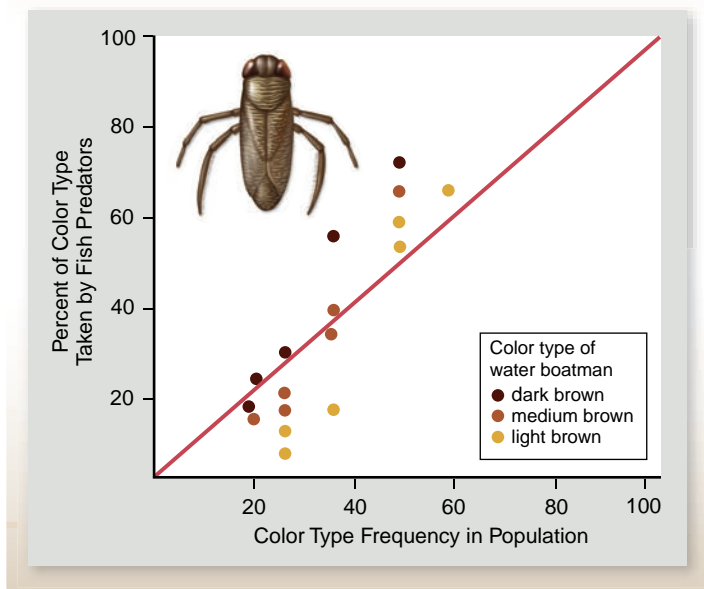 100
80
60
40
20
Percent of Color Type
Taken by Fish Predators
Color type of
water boatman
dark brown
medium brown
light brown
20 40 60 80 100
Color Type Frequency in Population